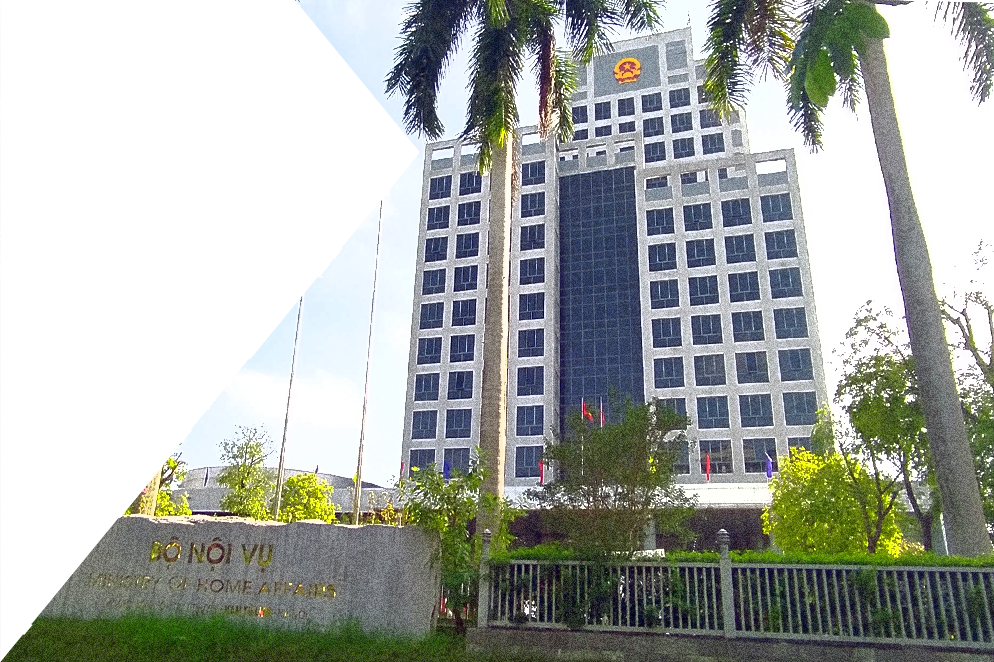 BỘ NỘI VỤ
MINISTRY OF HOME AFFAIRS